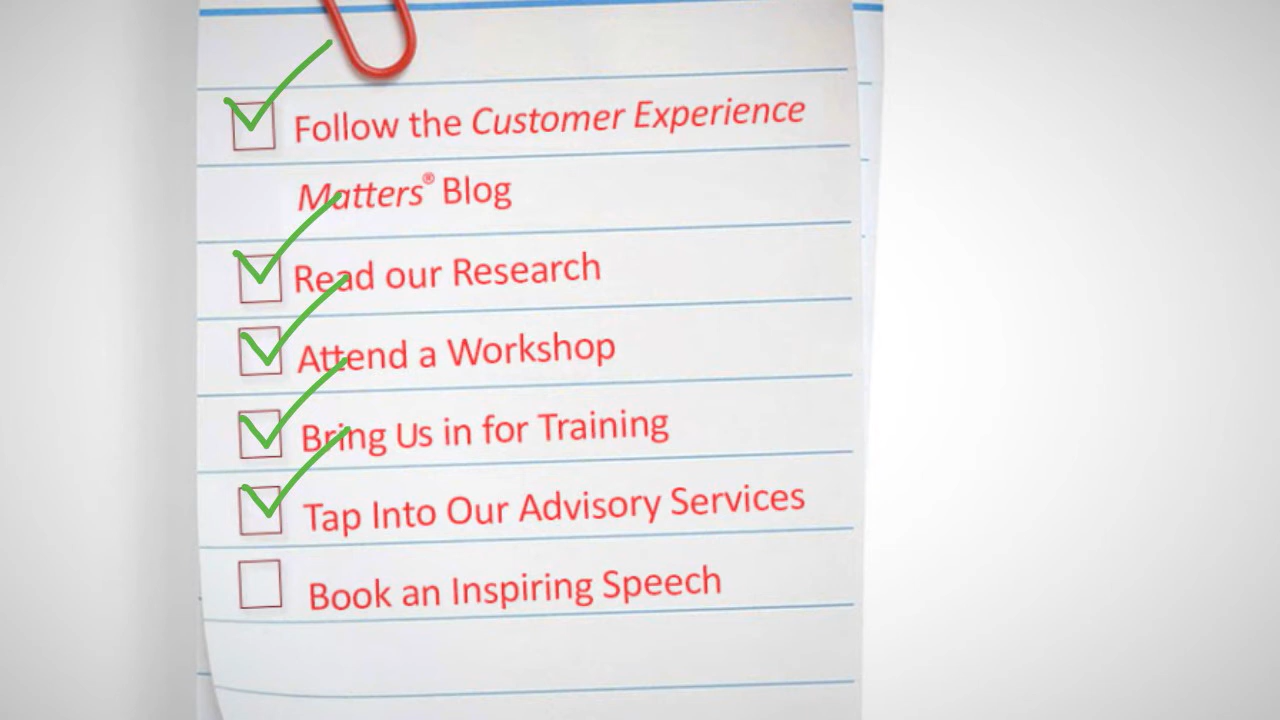 Follow the Customer Experience
Matters® Blog
Read our Research
Attend a Workshop
Bring Us in for Training
Tap Into Our Advisory Services
Book an Inspiring Speech